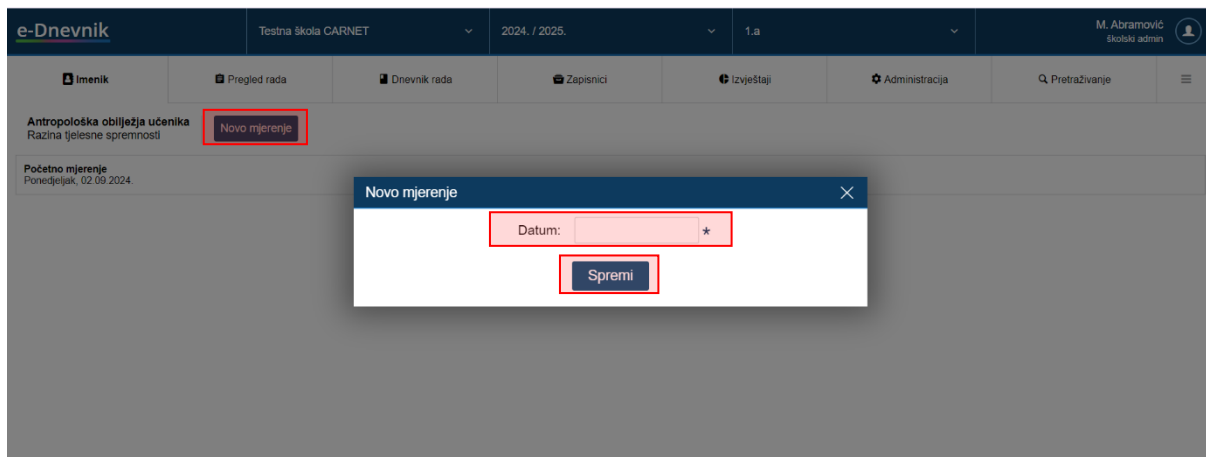 e-Dnevnik
Testna škola CARNET
2024. / 2025.
1.a
M. Abramović
školski admin
Imenik
Pregled rada
Dnevnik rada
Zapisnici
Izvještaji
Administracija
Pretraživanje
Antropološka obilježja učenika
Razina tjelesne spremnosti
Novo mjerenje
Početno mjerenje
Ponedjeljak, 02.09.2024.
Novo mjerenje
Datum: *
Spremi